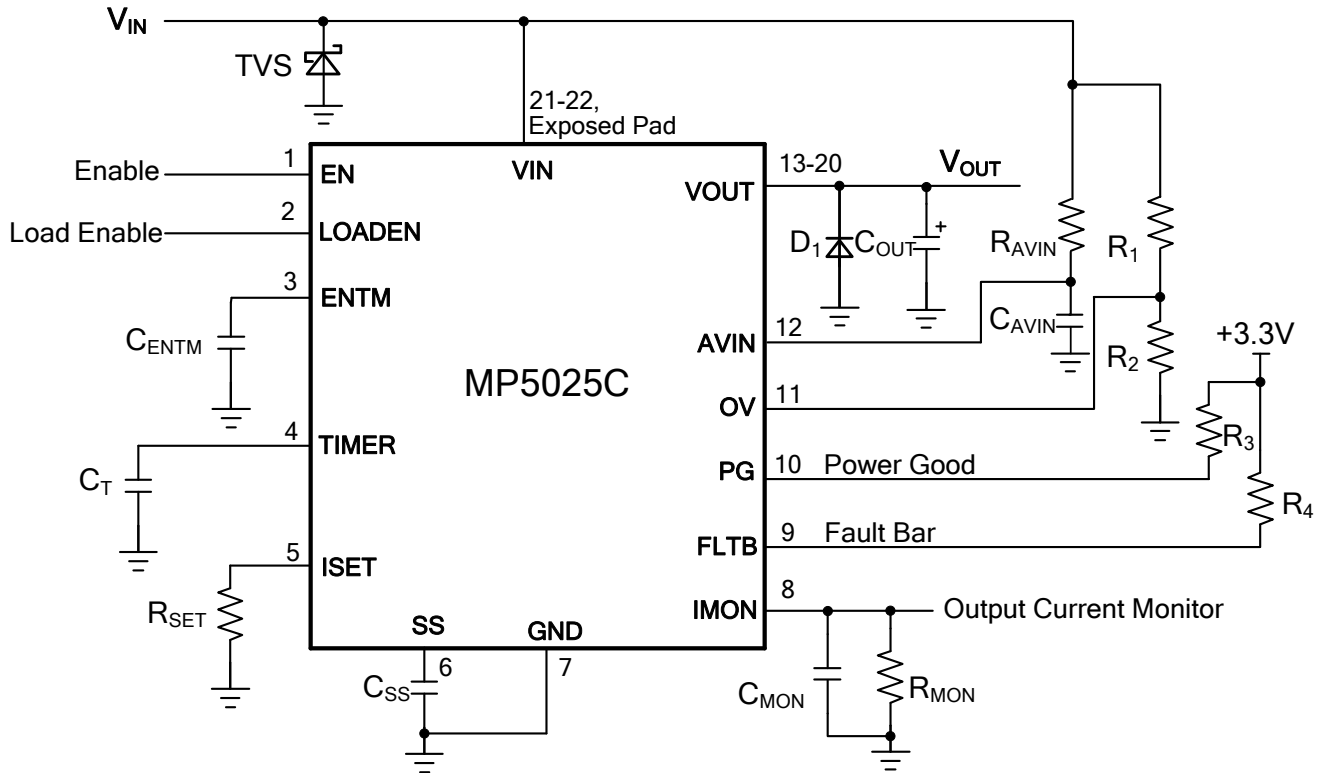 VIN
TVS
21-22,
Exposed Pad
Enable
1
EN
VIN
VOUT
13-20
VOUT
Load Enable
2
LOADEN
D1
COUT
+
RAVIN
R1
3
ENTM
CENTM
AVIN
12
CAVIN
R2
+3.3V
MP5025C
OV
11
R3
4
TIMER
CT
PG
10
Power Good
R4
5
ISET
FLTB
9
Fault Bar
RSET
IMON
8
Output Current Monitor
SS
GND
6
7
CSS
CMON
RMON